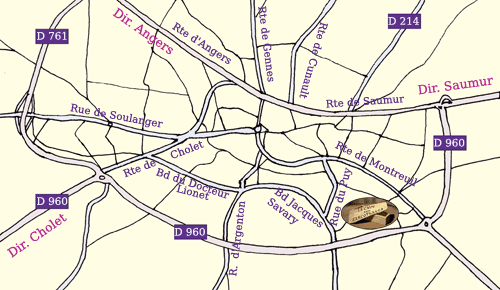 D 761
Dir. Angers
Rte d'Angers
Rte de Gennes
Rte de Cunault
D 214
Dir. Saumur
Rte de Saumur
Rue de Soulanger
D 960
Rte de Cholet
Rte de Montreuil
Bd du Docteur
Lionet
Bd Jacques
Savary
Rue du Puy
R. d'Argenton
D 960
Dir. Cholet
D 960